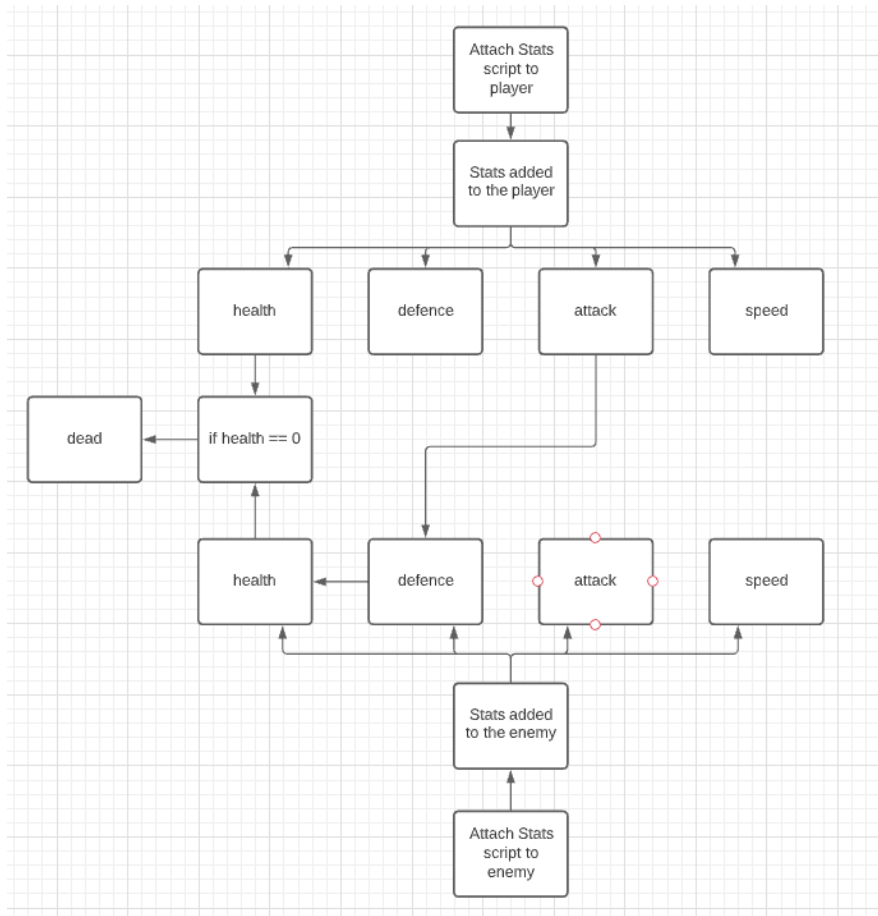 Attach Stats
script to
player
Stats added
to the player
health
defence
attack
speed
dead
if health == 0
health
defence
attack
speed
Stats added
to the enemy
Attach Stats
script to
enemy